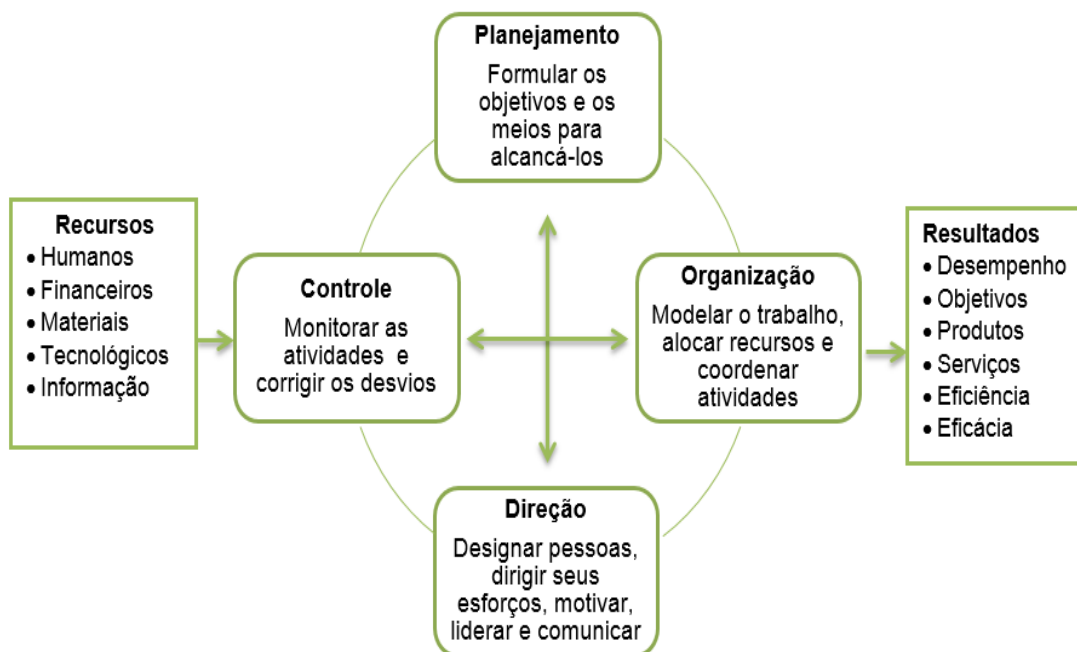 Planejamento
Formular os
objetivos e os
meios para
alcancá-los
Recursos
• Humanos
• Financeiros
• Materiais
• Tecnológicos
• Informação
Controle
Monitorar as
atividades e
corrigir os desvios
Organização
Modelar o trabalho,
alocar recursos e
coordenar
atividades
Resultados
• Desempenho
• Objetivos
• Produtos
• Serviços
• Eficiência
• Eficácia
Direção
Designar pessoas,
dirigir seus
esforços, motivar,
liderar e comunicar